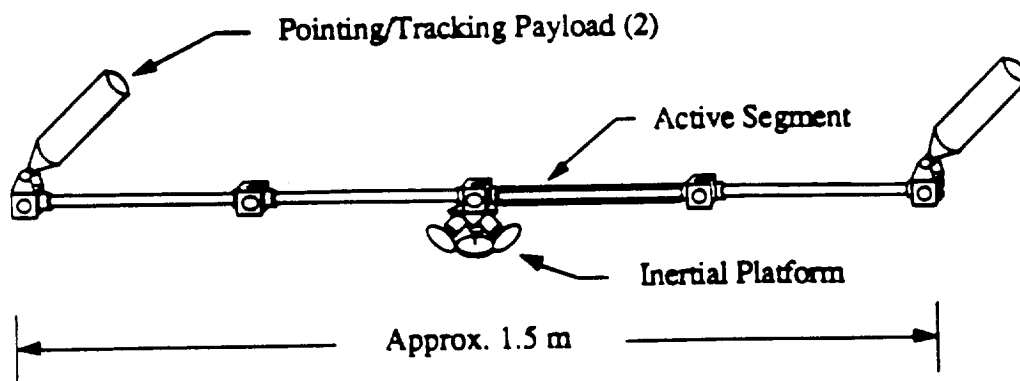 Pointing/Tracking Payload (2)
Active Segment
Inertial Platform
Approx. 1.5 m